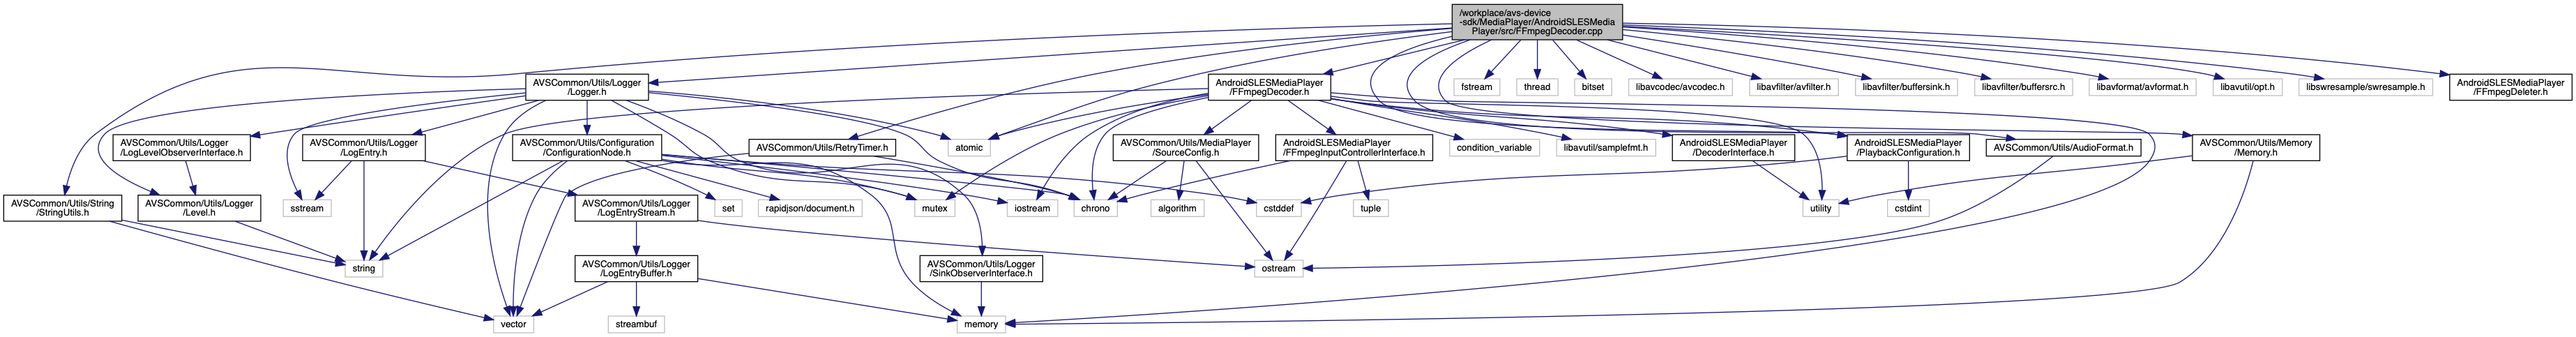 /workplace/avs-device
-sdk/MediaPlayer/AndroidSLESMedia
Player/src/FFmpegDecoder.cpp
AVSCommon/Utils/Logger
/Logger.h
AndroidSLESMediaPlayer
/FFmpegDecoder.h
fstream
thread
bitset
libavcodec/avcodec.h
libavfilter/avfilter.h
libavfilter/buffersink.h
libavfilter/buffersrc.h
libavformat/avformat.h
libavutil/opt.h
libswresample/swresample.h
AndroidSLESMediaPlayer
/FFmpegDeleter.h
AVSCommon/Utils/Logger
/LogLevelObserverInterface.h
AVSCommon/Utils/Logger
/LogEntry.h
AVSCommon/Utils/Configuration
/ConfigurationNode.h
AVSCommon/Utils/RetryTimer.h
atomic
AVSCommon/Utils/MediaPlayer
/SourceConfig.h
AndroidSLESMediaPlayer
/FFmpegInputControllerInterface.h
condition_variable
libavutil/samplefmt.h
AndroidSLESMediaPlayer
/DecoderInterface.h
AndroidSLESMediaPlayer
/PlaybackConfiguration.h
AVSCommon/Utils/AudioFormat.h
AVSCommon/Utils/Memory
/Memory.h
AVSCommon/Utils/String
/StringUtils.h
AVSCommon/Utils/Logger
/Level.h
sstream
AVSCommon/Utils/Logger
/LogEntryStream.h
set
rapidjson/document.h
mutex
iostream
chrono
algorithm
cstddef
tuple
utility
cstdint
string
AVSCommon/Utils/Logger
/LogEntryBuffer.h
AVSCommon/Utils/Logger
/SinkObserverInterface.h
ostream
vector
streambuf
memory